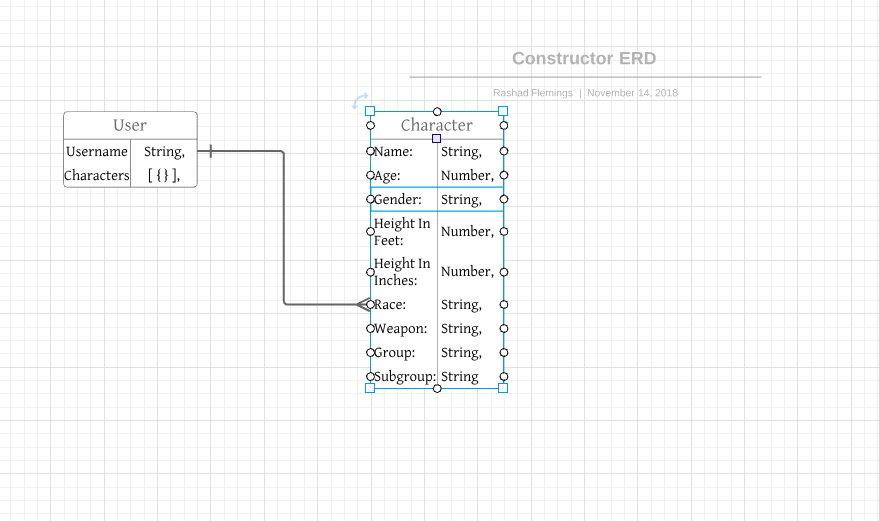 Constructor ERD
Rashad Flemings | November 14, 2018
User
Username String,
Characters [ {} ],
Character
Name: String,
Age: Number,
Gender: String,
Height In
Feet: Number,
Height In
Inches: Number,
Race: String,
Weapon: String,
Group: String,
Subgroup: String